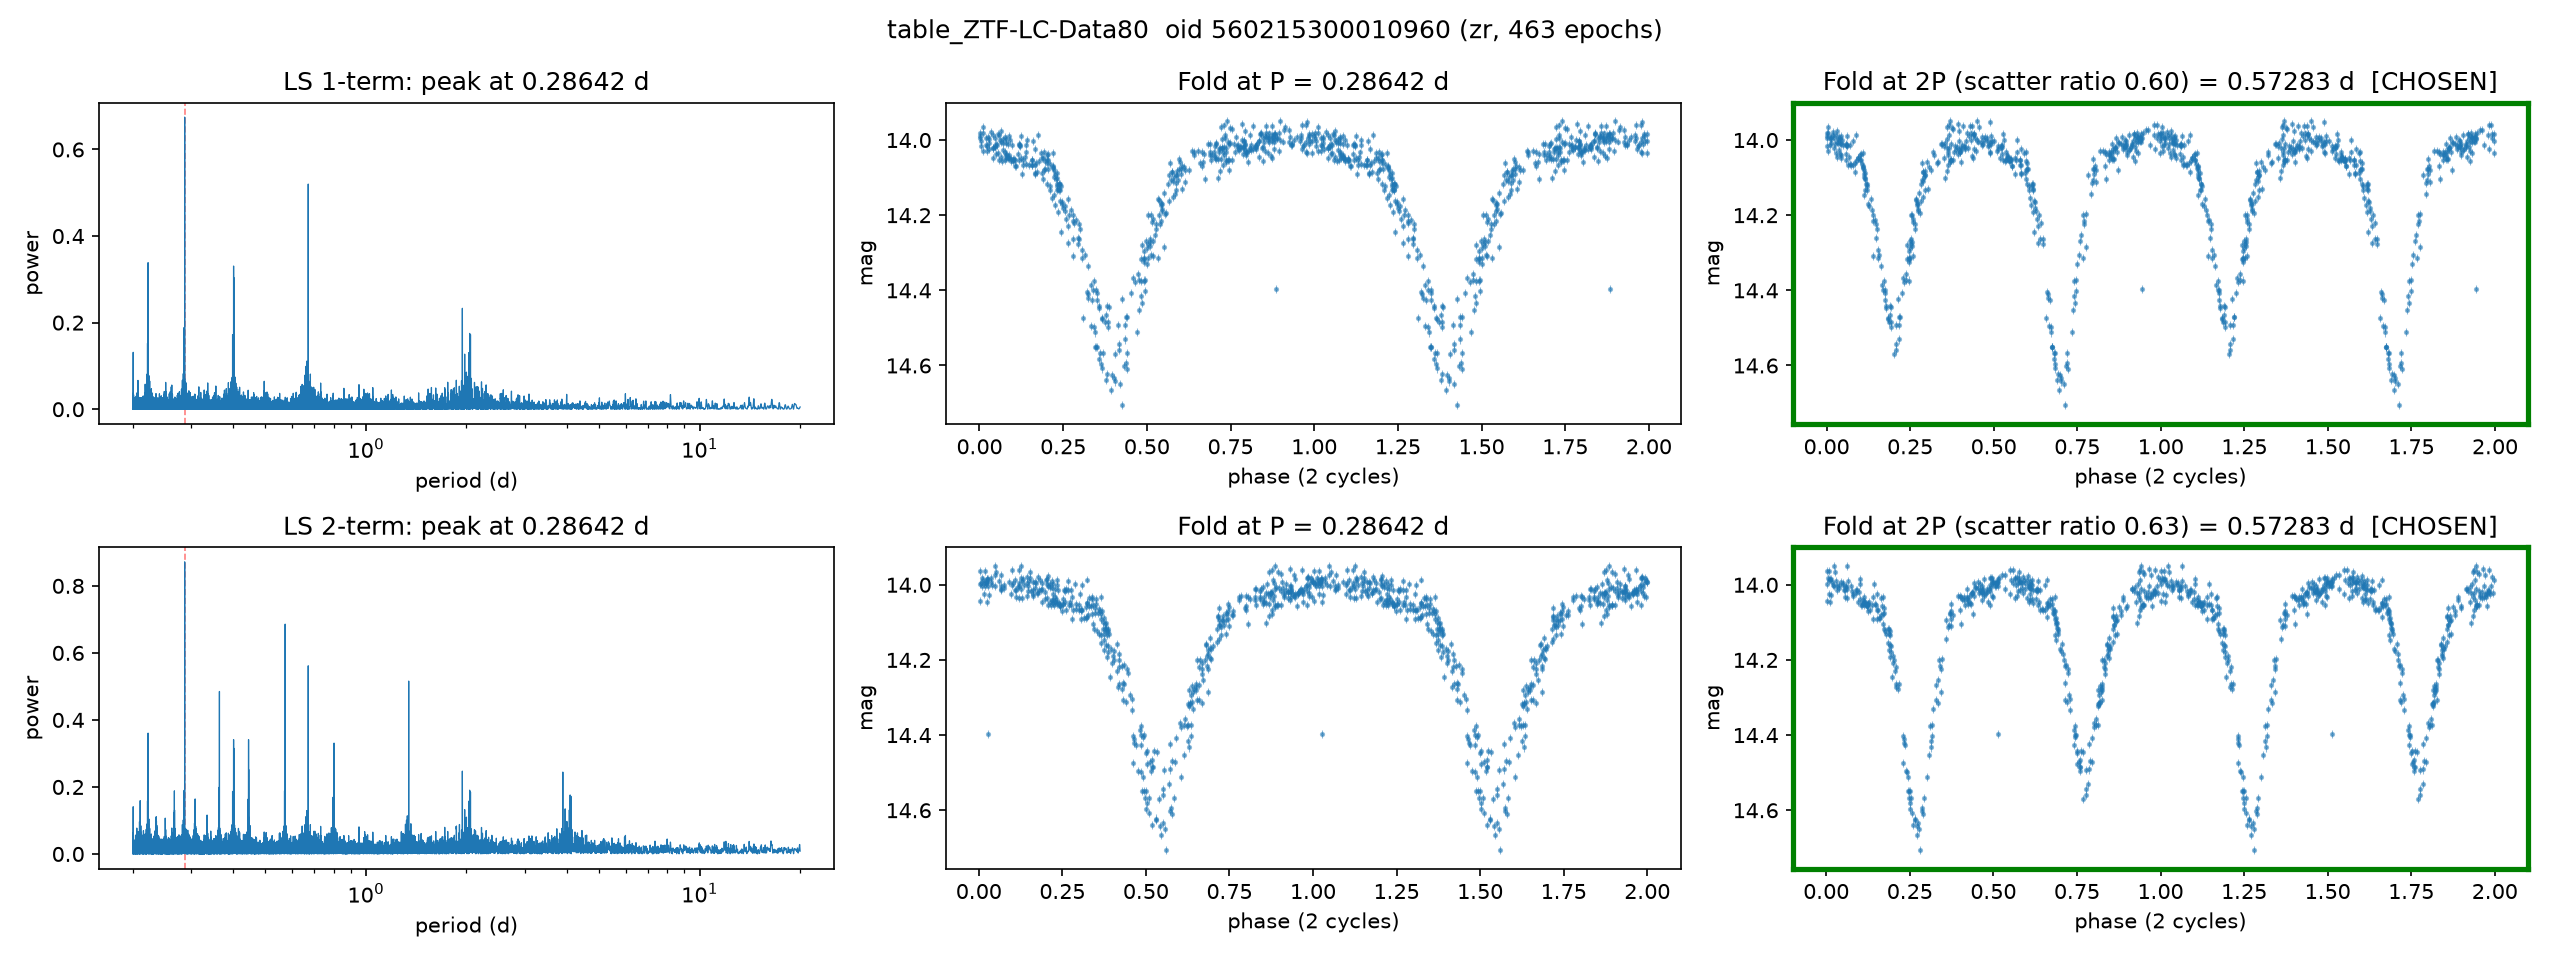 table_ZTF-LC-Data80  oid 560215300010960 (zr, 463 epochs)
LS 1-term: peak at 0.28642 d
power
0.6
0.4
0.2
0.0
10⁰
10¹
period (d)
Fold at P = 0.28642 d
mag
14.0
14.2
14.4
14.6
0.00 0.25 0.50 0.75 1.00 1.25 1.50 1.75 2.00
phase (2 cycles)
Fold at 2P (scatter ratio 0.60) = 0.57283 d  [CHOSEN]
mag
14.0
14.2
14.4
14.6
0.00 0.25 0.50 0.75 1.00 1.25 1.50 1.75 2.00
phase (2 cycles)
LS 2-term: peak at 0.28642 d
power
0.8
0.6
0.4
0.2
0.0
10⁰
10¹
period (d)
Fold at P = 0.28642 d
mag
14.0
14.2
14.4
14.6
0.00 0.25 0.50 0.75 1.00 1.25 1.50 1.75 2.00
phase (2 cycles)
Fold at 2P (scatter ratio 0.63) = 0.57283 d  [CHOSEN]
mag
14.0
14.2
14.4
14.6
0.00 0.25 0.50 0.75 1.00 1.25 1.50 1.75 2.00
phase (2 cycles)